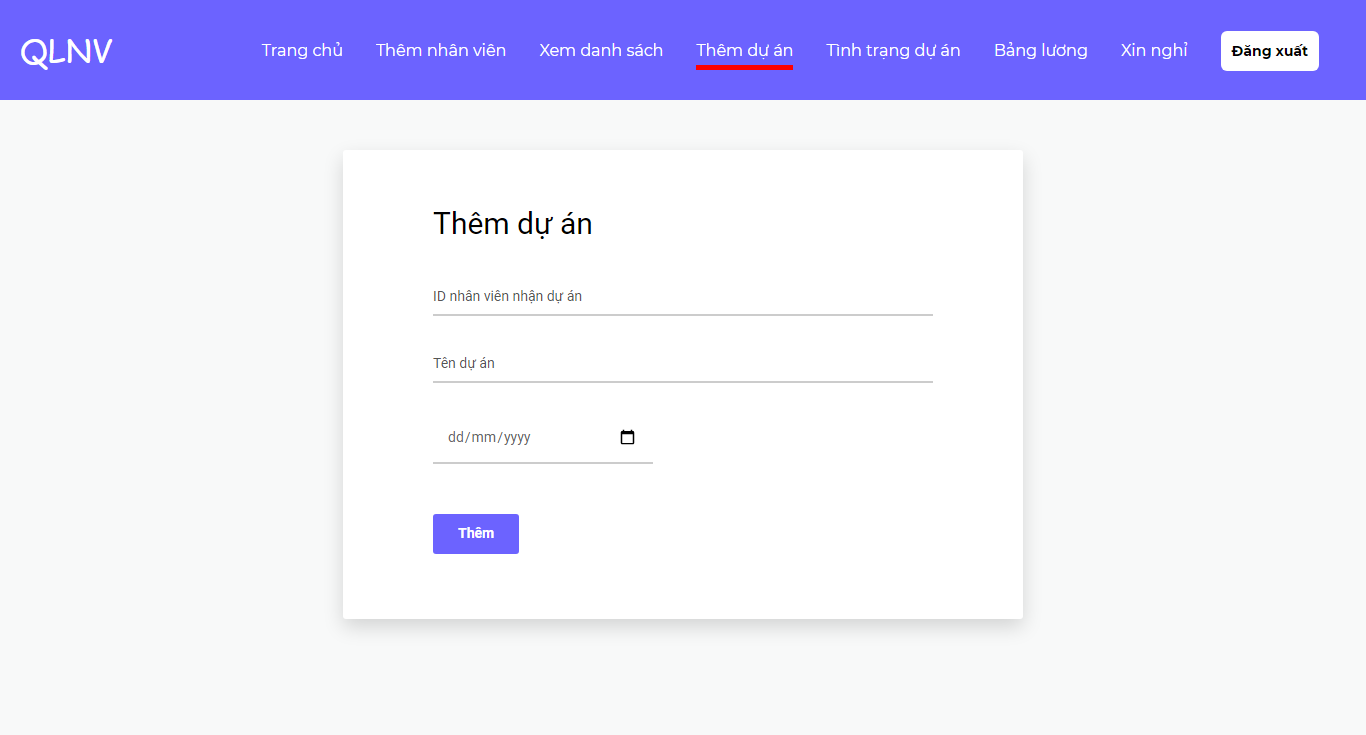 QLNV
Trang chủ
Thêm nhân viên
Xem danh sách
Thêm dự án
Tình trạng dự án
Bảng lương
Xin nghỉ
Đăng xuất
Thêm dự án
ID nhân viên nhận dự án
Tên dự án
dd/mm/yyyy
Thêm